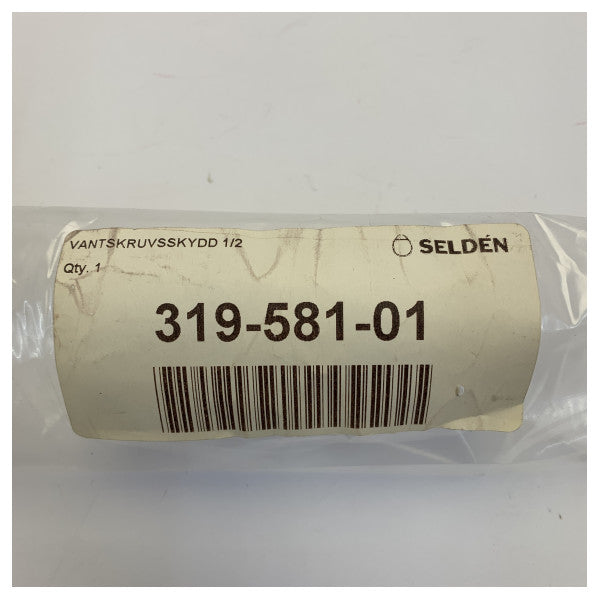 VANTSKRUVSSKYDD 1/2
SELDÉN
Qty. 1
319-581-01